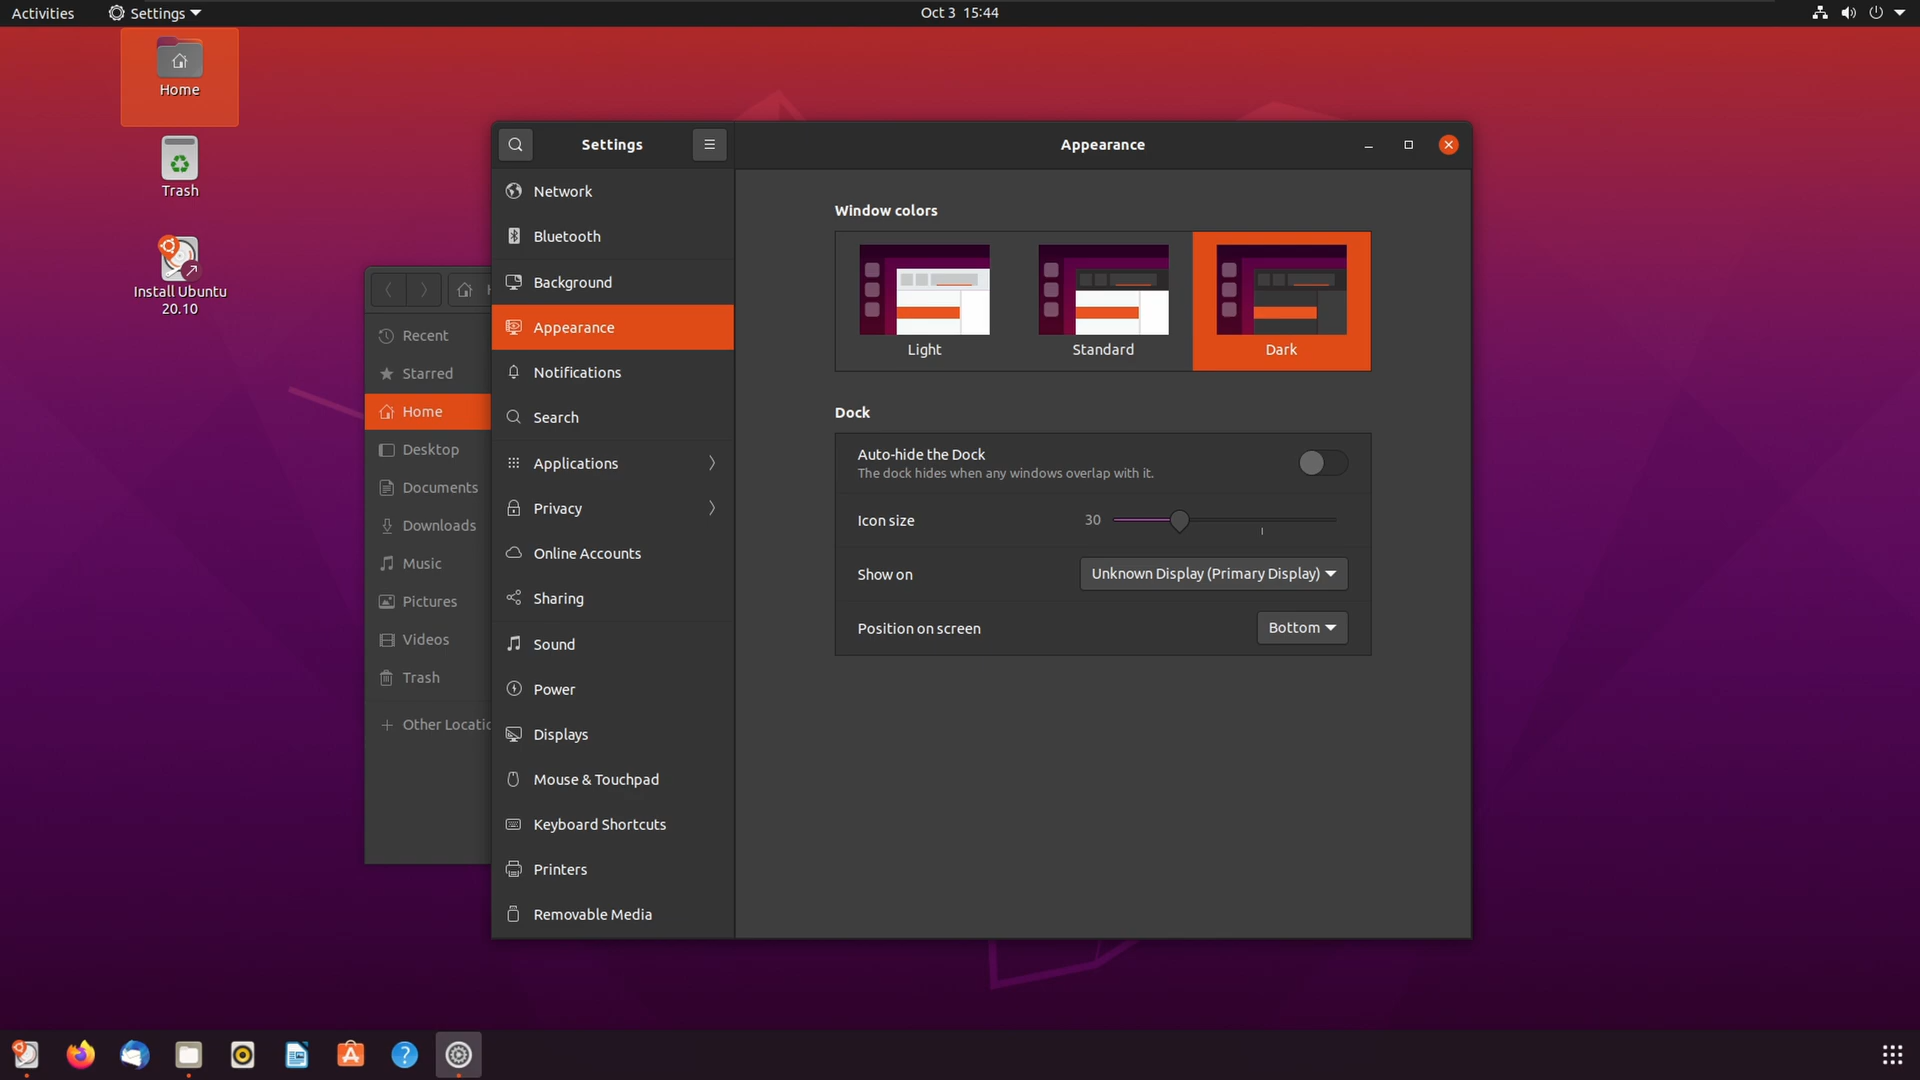 Activities
Settings
Oct 3 15:44
Home
Trash
Install Ubuntu
20.10
Recent
Starred
Home
Desktop
Documents
Downloads
Music
Pictures
Videos
Trash
Other Locatio
Settings
Network
Bluetooth
Background
Appearance
Notifications
Search
Applications
Privacy
Online Accounts
Sharing
Sound
Power
Displays
Mouse & Touchpad
Keyboard Shortcuts
Printers
Removable Media
Appearance
Window colors
Light
Standard
Dark
Dock
Auto-hide the Dock
The dock hides when any windows overlap with it.
Icon size 30
Show on Unknown Display (Primary Display)
Position on screen Bottom